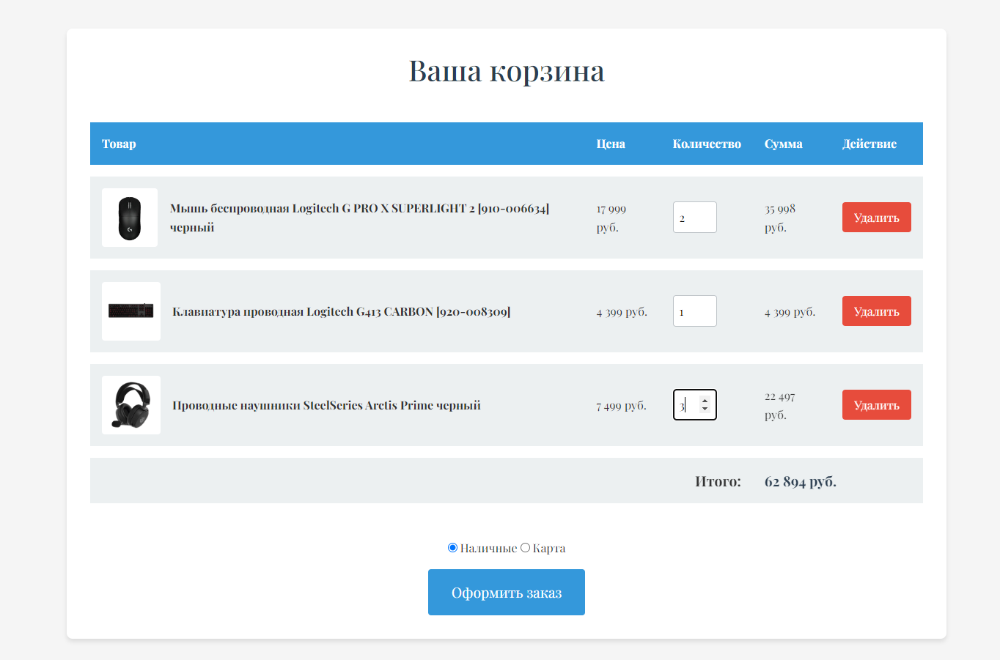 Ваша корзина
Товар Цена Количество Сумма Действие
Мышь беспроводная Logitech G PRO X SUPERLIGHT 2 [910-006634]
черный
17 999
руб.
2
35 998
руб.
Удалить
Клавиатура проводная Logitech G413 CARBON [920-008309] 4 399 руб. 1 4 399 руб. Удалить
Проводные наушники SteelSeries Arctis Prime черный 7 499 руб. 3
22 497
руб.
Удалить
Итого: 62 894 руб.
Наличные Карта
Оформить заказ